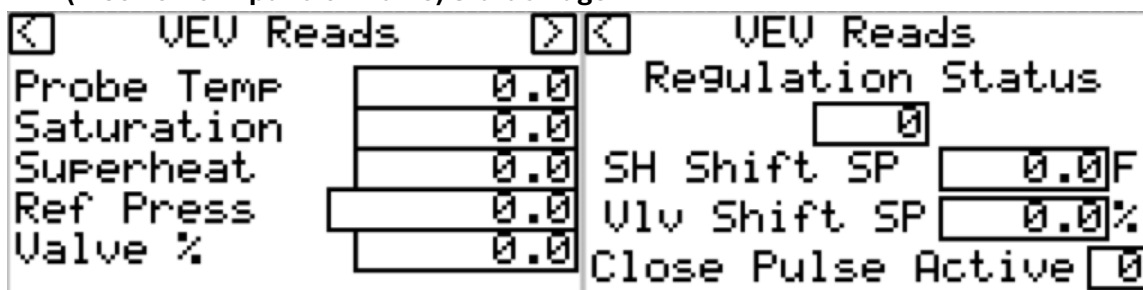 < VEV Reads >
Probe Temp 0.0
Saturation 0.0
Superheat 0.0
Ref Press 0.0
Valve % 0.0
< VEV Reads
Regulation Status
0
SH Shift SP 0.0F
Vlv Shift SP 0.0%
Close Pulse Active 0